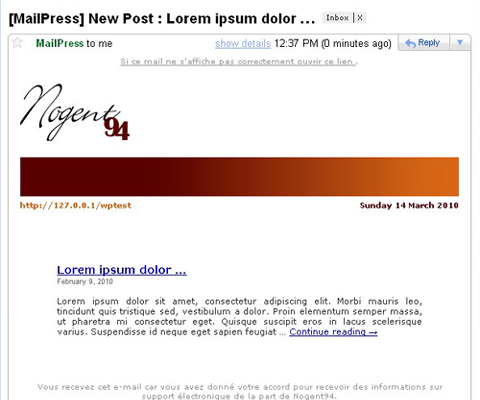 [MailPress] New Post : Lorem ipsum dolor ... Inbox | X
MailPress to me show details 12:37 PM (0 minutes ago) Reply
Si ce mail ne s'affiche pas correctement ouvrir ce lien .
Nogent94
http://127.0.0.1/wptest Sunday 14 March 2010
Lorem ipsum dolor ...
February 9, 2010
Lorem ipsum dolor sit amet, consectetur adipiscing elit. Morbi mauris leo,
tincidunt quis tristique sed, vestibulum a dolor. Proin elementum semper massa,
ut pharetra mi consectetur eget. Quisque suscipit eros in lacus scelerisque
varius. Suspendisse id neque eget sapien feugiat ... Continue reading →
Vous recevez cet e-mail car vous avez donné votre accord pour recevoir des informations sur
support électronique de la part de Nogent94.